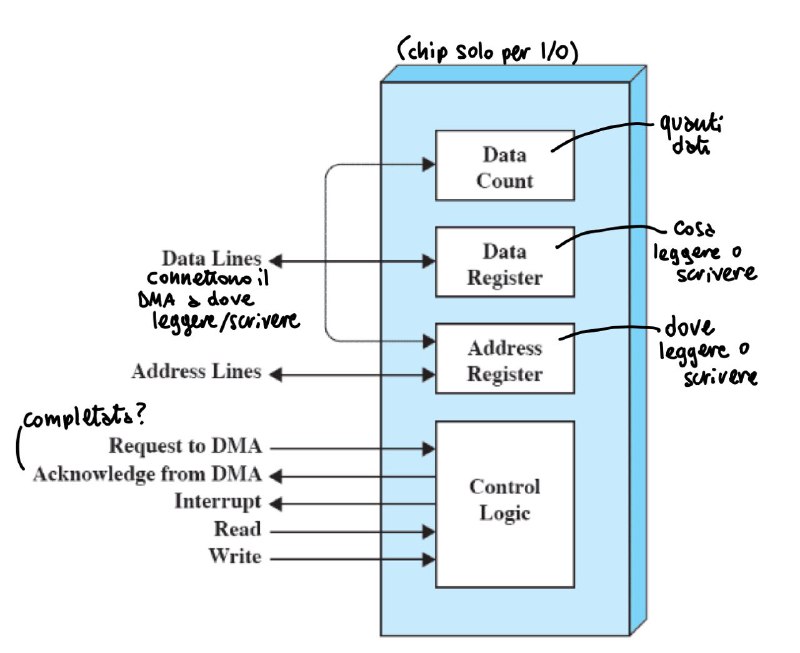 (chip solo per I/O)
Data
Count
quanti
dati
Data Lines
connettono il
DMA a dove
leggere/scrivere
Data
Register
cosa
leggere o
scrivere
Address Lines
Address
Register
dove
leggere o
scrivere
completata?
Request to DMA
Acknowledge from DMA
Interrupt
Read
Write
Control
Logic